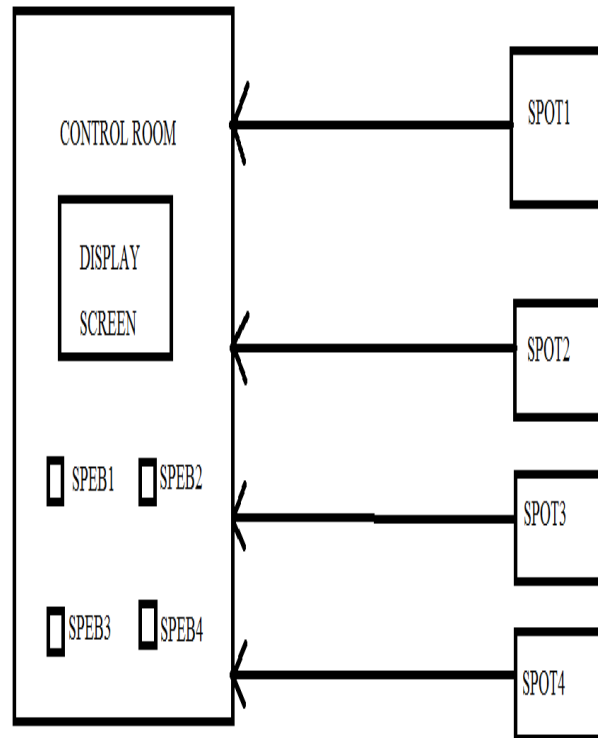 CONTROL ROOM
DISPLAY
SCREEN
SPEB1
SPEB2
SPEB3
SPEB4
SPOT1
SPOT2
SPOT3
SPOT4